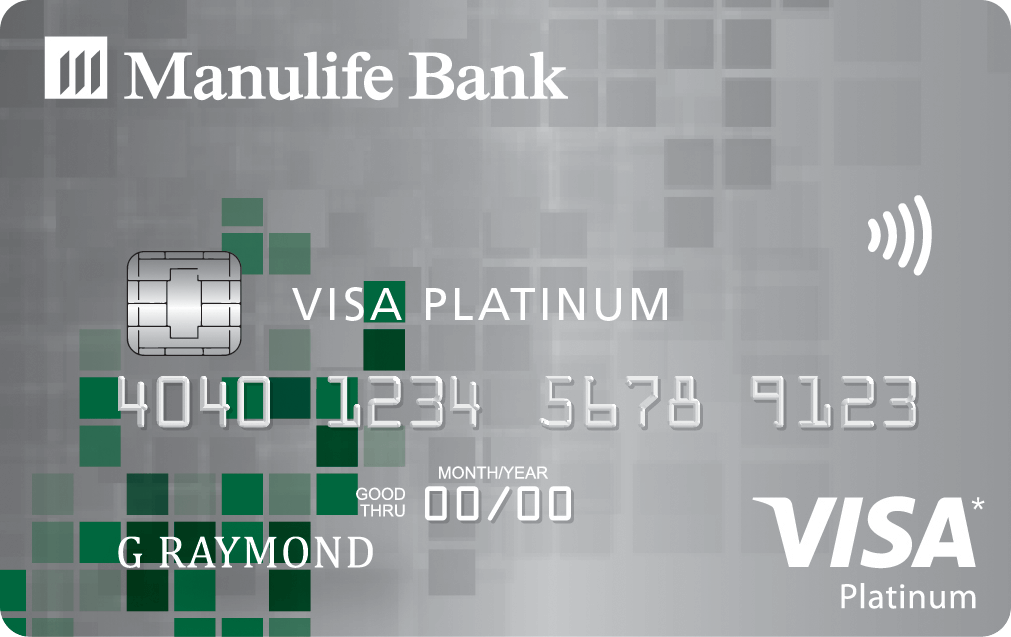 Manulife Bank
VISA PLATINUM
4040 1234 5678 9123
MONTH/YEAR
GOOD THRU 00/00
G RAYMOND
VISA*
Platinum